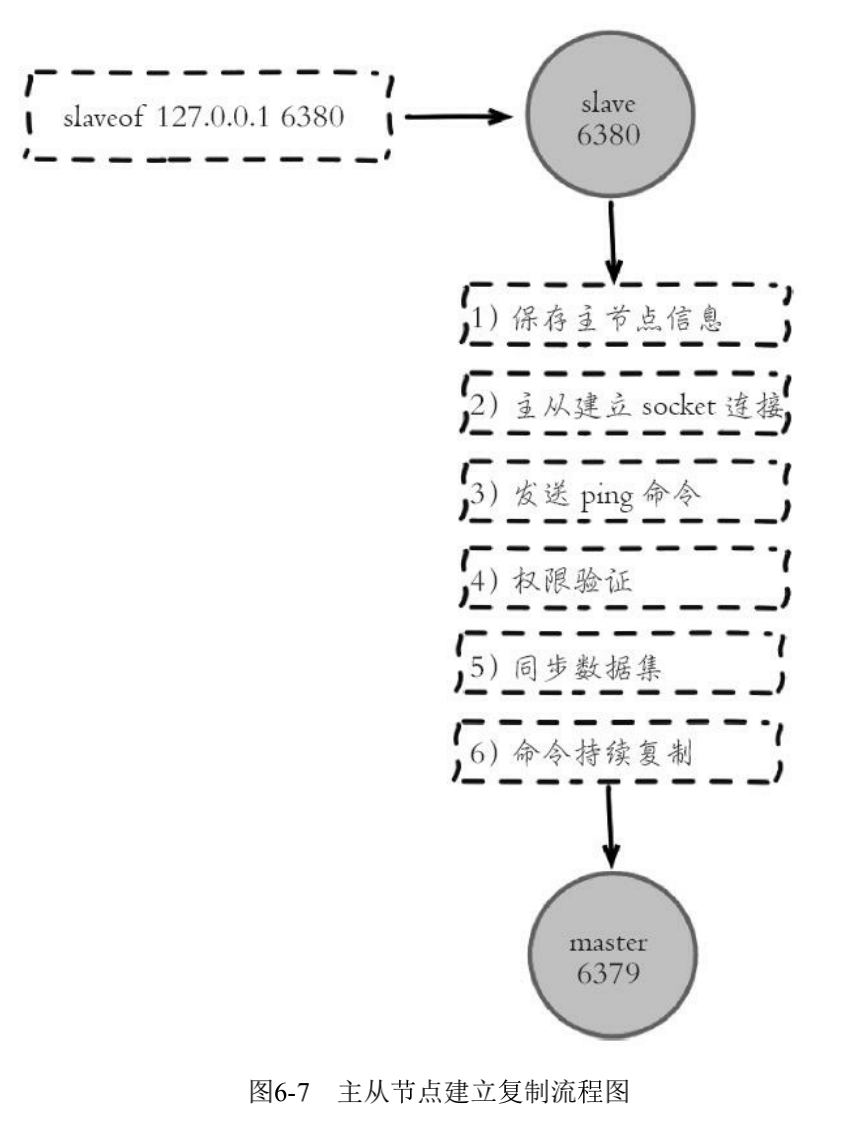 slaveof 127.0.0.1 6380
slave
6380
1）保存主节点信息
2）主从建立 socket 连接
3）发送 ping 命令
4）权限验证
5）同步数据集
6）命令持续复制
master
6379
图6-7 主从节点建立复制流程图